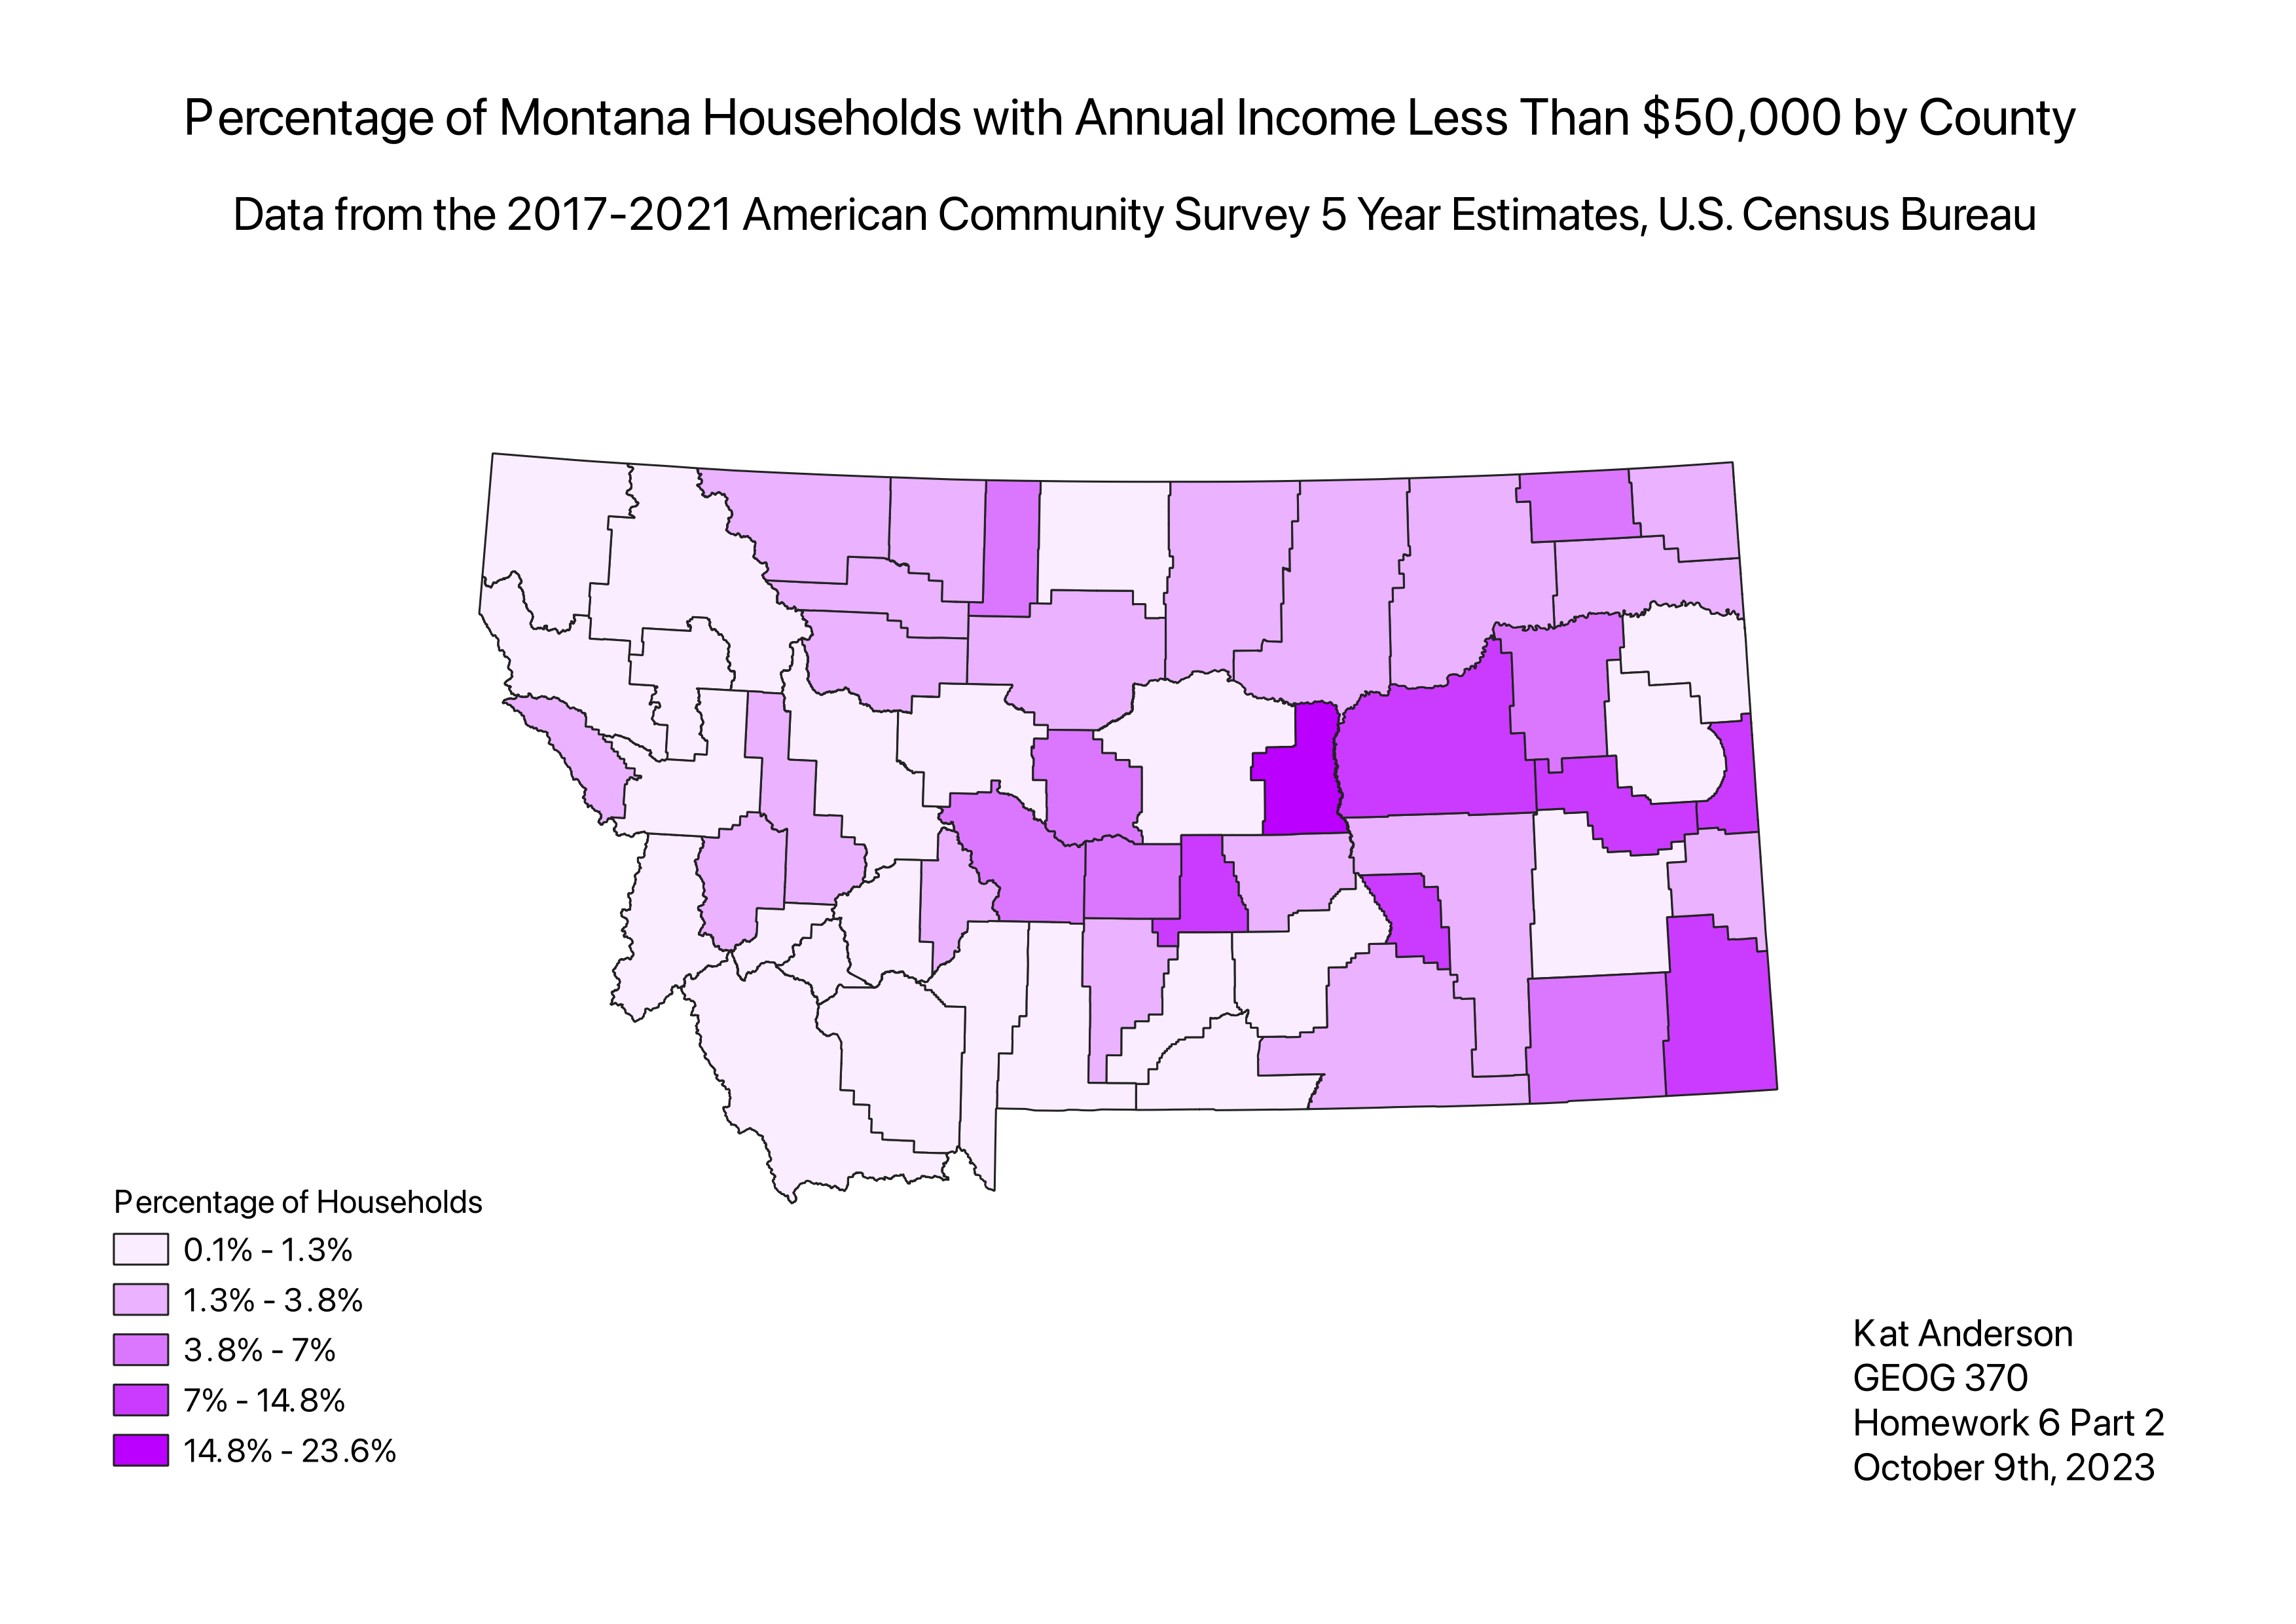 Percentage of Montana Households with Annual Income Less Than $50,000 by County
Data from the 2017-2021 American Community Survey 5 Year Estimates, U.S. Census Bureau
Percentage of Households
0.1% - 1.3%
1.3% - 3.8%
3.8% - 7%
7% - 14.8%
14.8% - 23.6%
Kat Anderson
GEOG 370
Homework 6 Part 2
October 9th, 2023